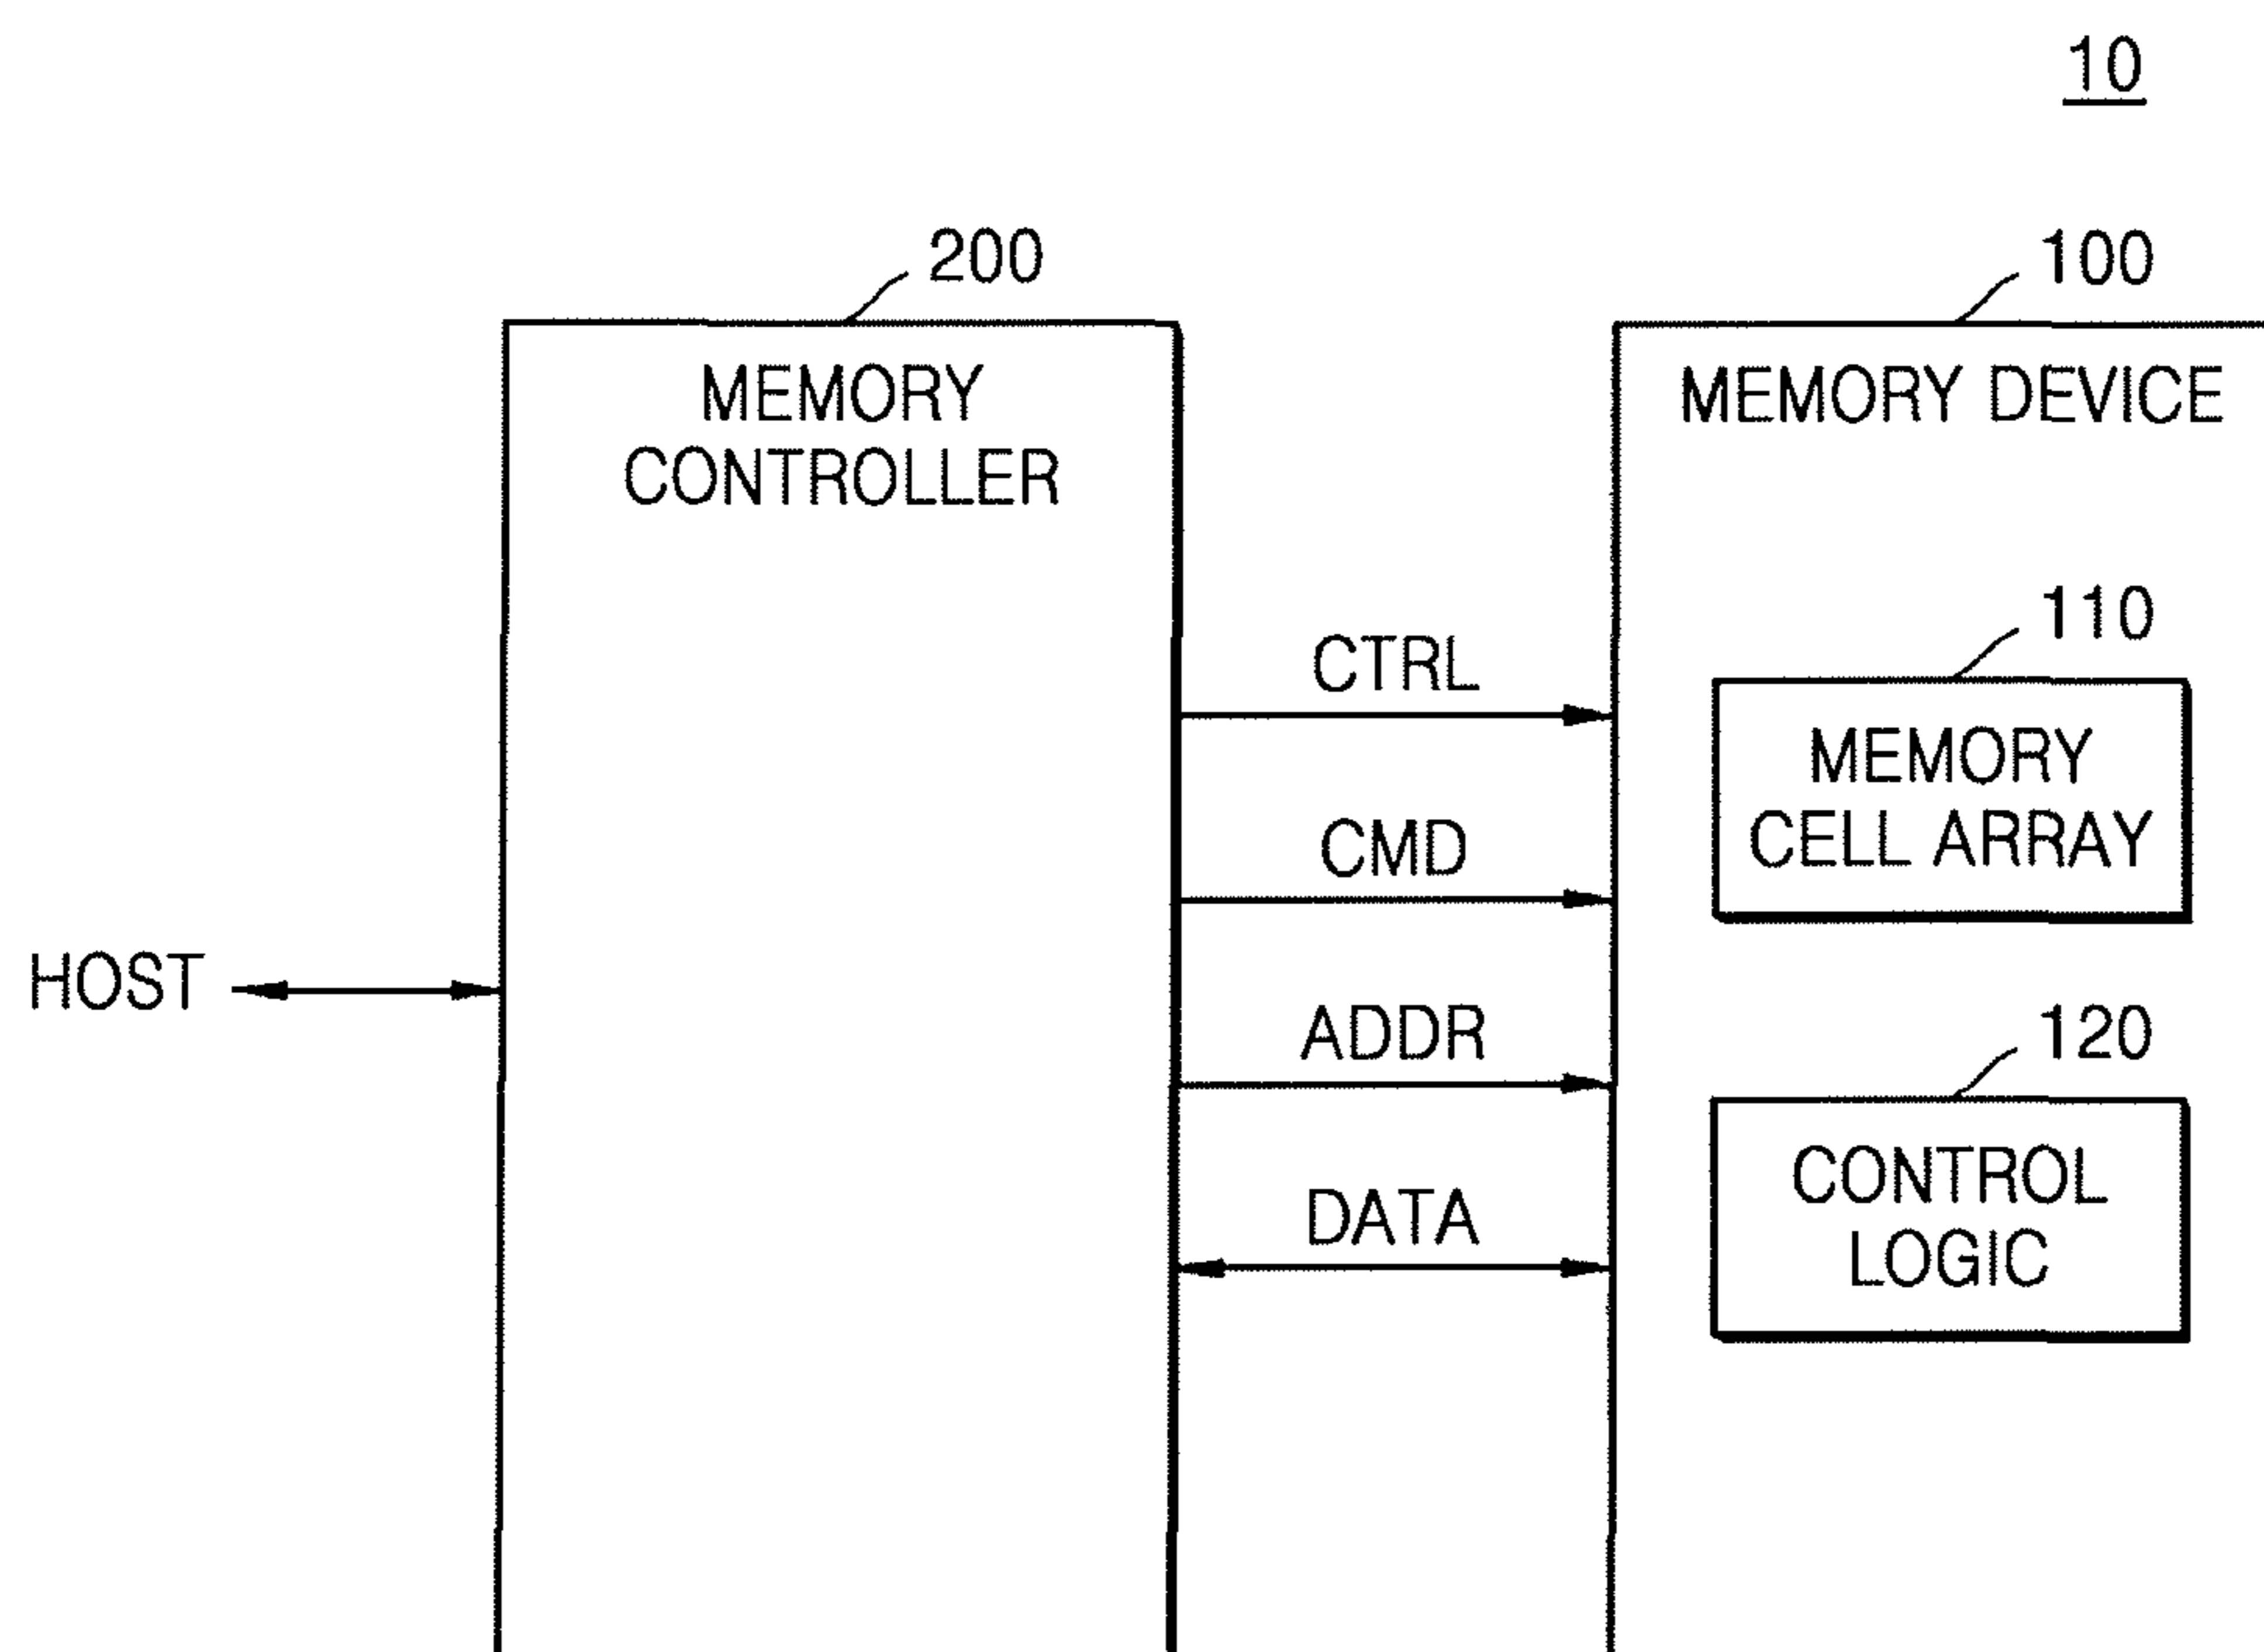 10
200
100
MEMORY
CONTROLLER
MEMORY DEVICE
110
CTRL
MEMORY
CELL ARRAY
CMD
HOST
ADDR
120
DATA
CONTROL
LOGIC